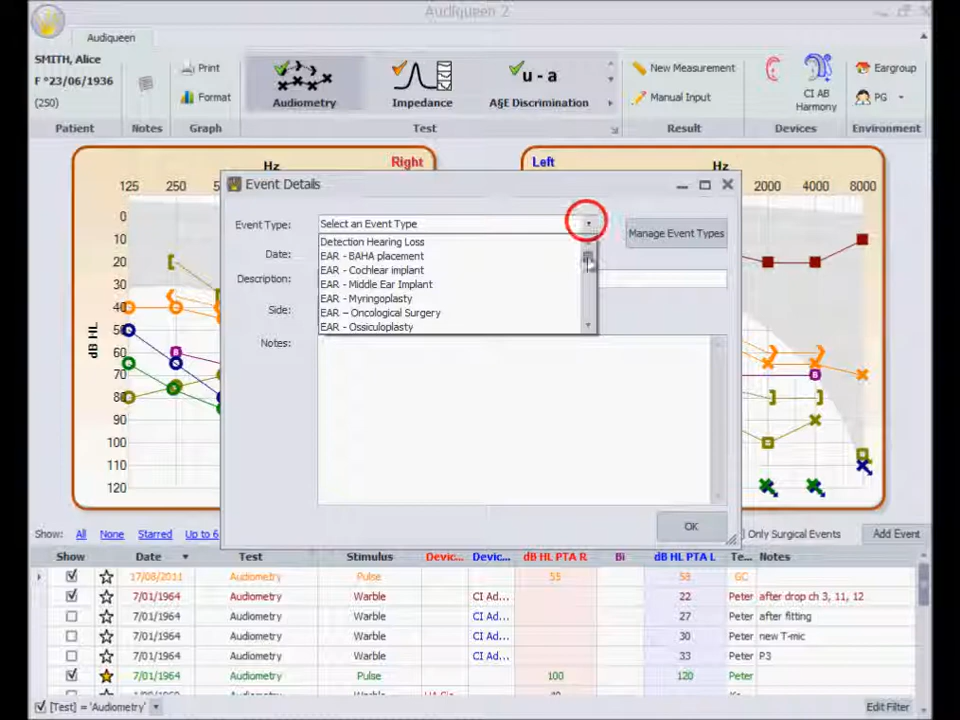 Audiqueen 2
Audiqueen
SMITH, Alice
F °23/06/1936
(250)
Print
Format
Audiometry
Impedance
u - a
A§E Discrimination
New Measurement
Manual Input
CI AB
Harmony
Eargroup
PG
Patient
Notes
Graph
Test
Result
Devices
Environment
Hz
Right
Left
Hz
125
250
2000
4000
8000
0
10
20
30
40
50
60
70
80
90
100
110
120
dB HL
B
B
Event Details
Event Type:
Select an Event Type
Manage Event Types
Detection Hearing Loss
Date:
EAR - BAHA placement
EAR - Cochlear implant
Description:
EAR - Middle Ear Implant
EAR - Myringoplasty
Side:
EAR – Oncological Surgery
EAR - Ossiculoplasty
Notes:
OK
Show:
All
None
Starred
Up to 6
Only Surgical Events
Add Event
Show Date Test Stimulus Devic... Devic... dB HL PTA R Bi dB HL PTA L Te... Notes
17/08/2011 Audiometry Pulse 55 58 GC
7/01/1964 Audiometry Warble CI Ad... 22 Peter after drop ch 3, 11, 12
7/01/1964 Audiometry Warble CI Ad... 27 Peter after fitting
7/01/1964 Audiometry Warble CI Ad... 30 Peter new T-mic
7/01/1964 Audiometry Warble CI Ad... 33 Peter P3
7/01/1964 Audiometry Pulse 100 120 Peter
[Test] = 'Audiometry'
Edit Filter